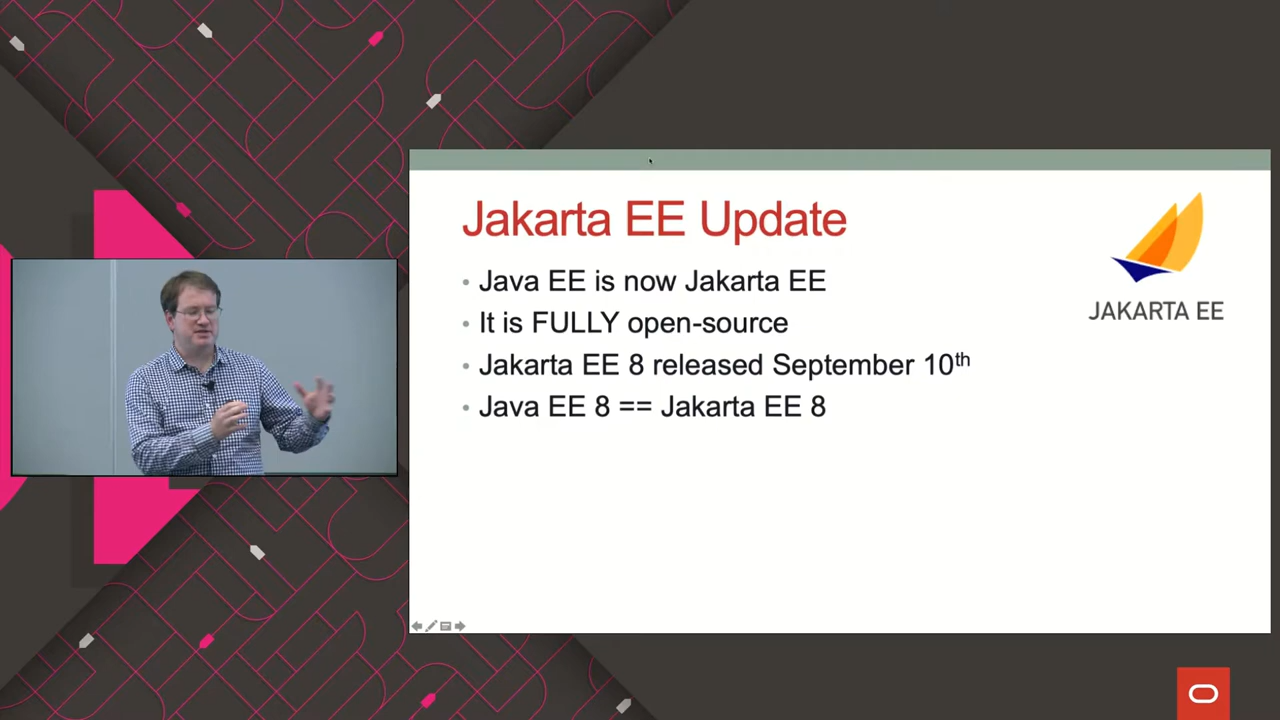 Jakarta EE Update
• Java EE is now Jakarta EE
• It is FULLY open-source
• Jakarta EE 8 released September 10th
• Java EE 8 == Jakarta EE 8
JAKARTA EE